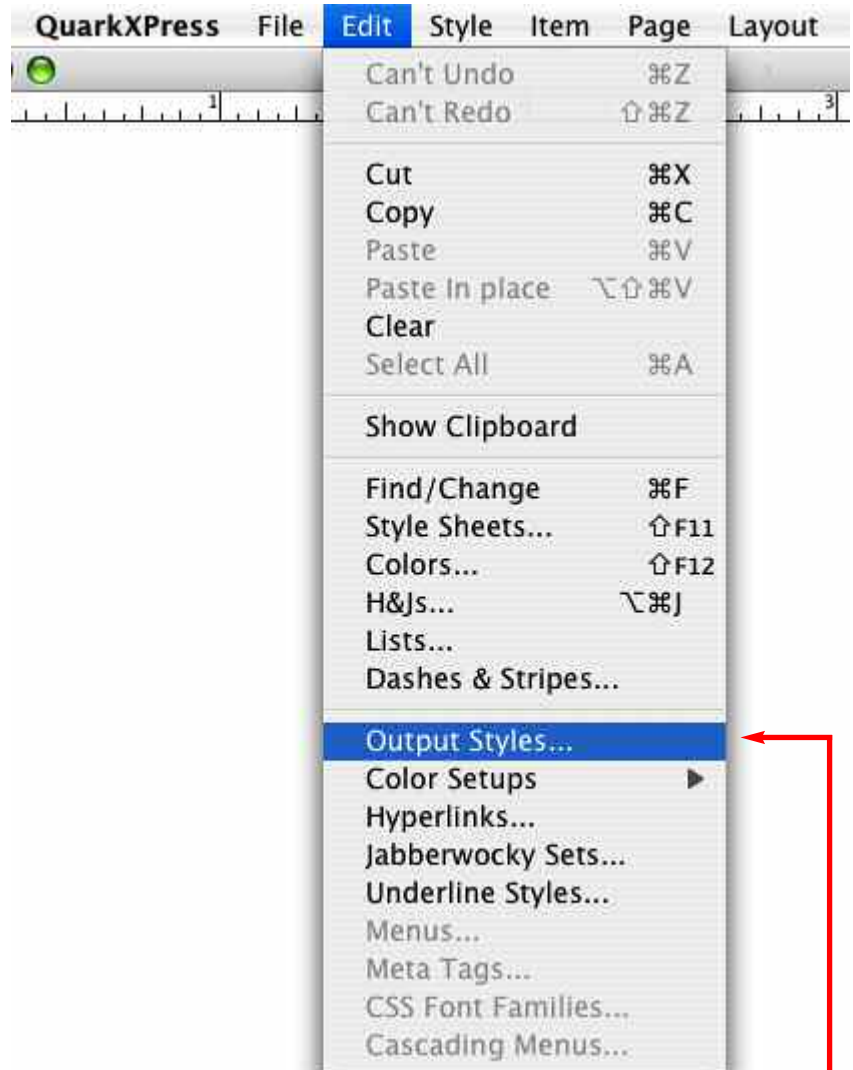 QuarkXPress File Edit Style Item Page Layout
1 3
Can't Undo ⌘Z
Can't Redo ⇧⌘Z
Cut ⌘X
Copy ⌘C
Paste ⌘V
Paste In place ⌥⇧⌘V
Clear
Select All ⌘A
Show Clipboard
Find/Change ⌘F
Style Sheets... ⇧F11
Colors... ⇧F12
H&Js... ⌥⌘J
Lists...
Dashes & Stripes...
Output Styles...
Color Setups ▶
Hyperlinks...
Jabberwocky Sets...
Underline Styles...
Menus...
Meta Tags...
CSS Font Families...
Cascading Menus...